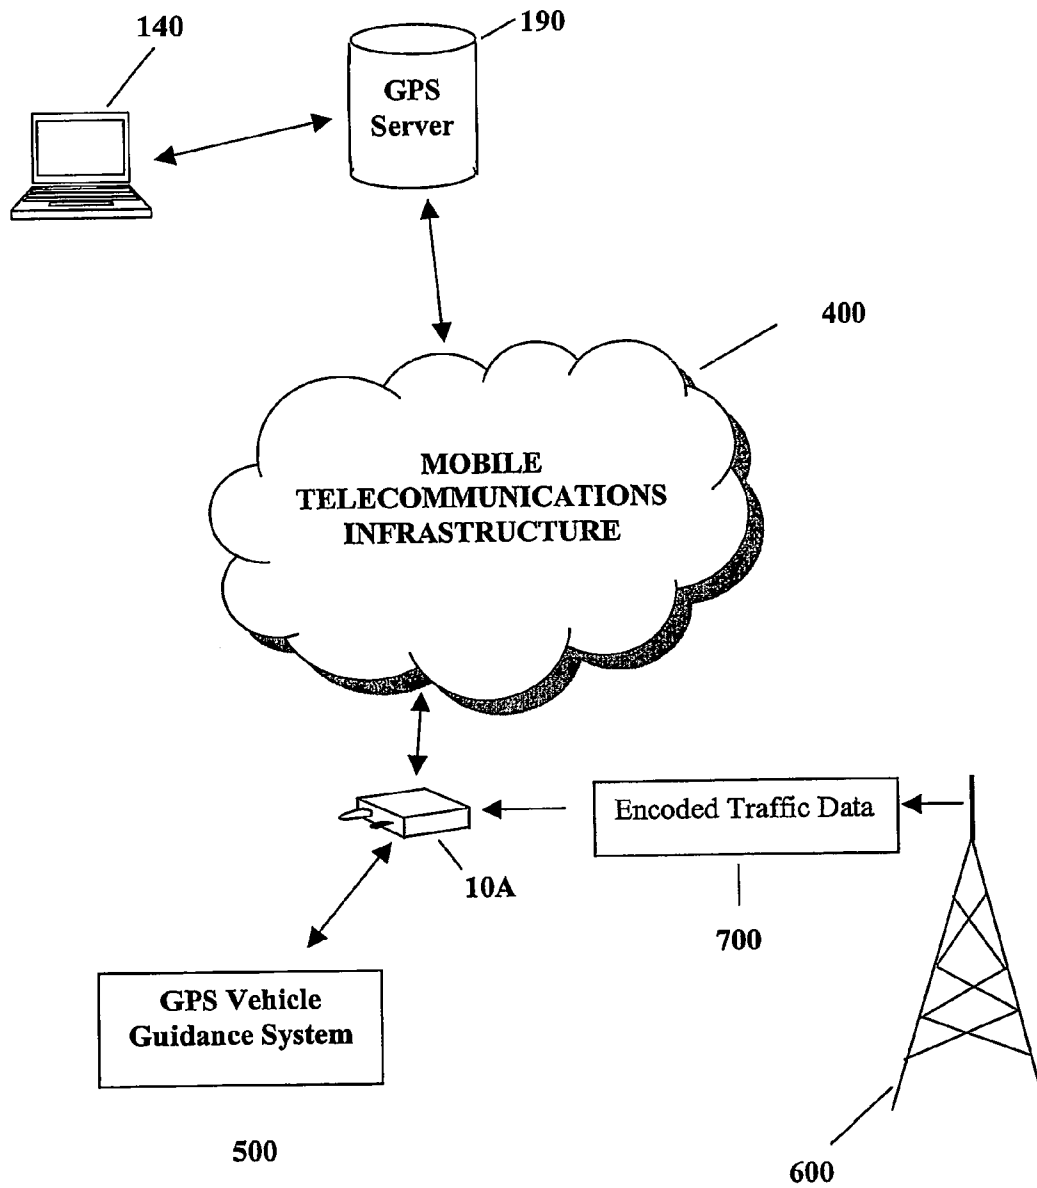 140
190
GPS
Server
400
MOBILE
TELECOMMUNICATIONS
INFRASTRUCTURE
Encoded Traffic Data
10A
700
GPS Vehicle
Guidance System
500
600